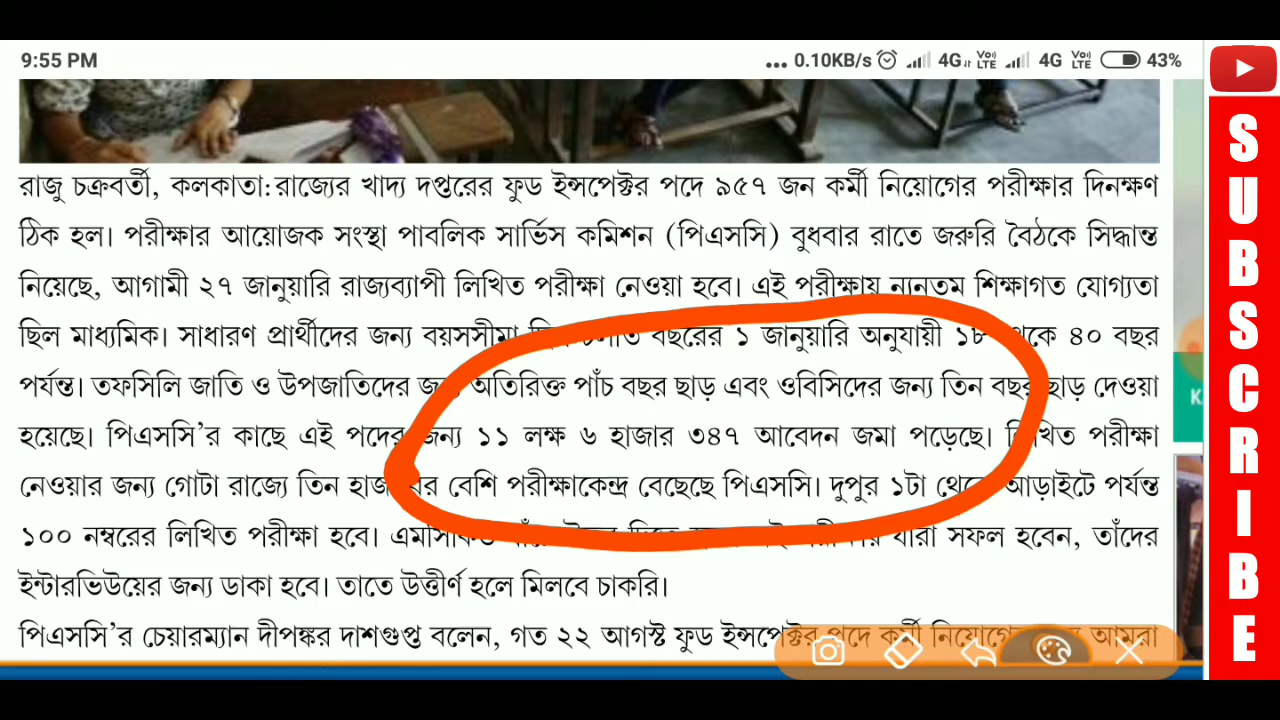 9:55 PM
... 0.10KB/s 4G VoLTE 4G VoLTE 43%
রাজু চক্রবর্তী, কলকাতা: রাজ্যের খাদ্য দপ্তরের ফুড ইন্সপেক্টর পদে ৯৫৭ জন কর্মী নিয়োগের পরীক্ষার দিনক্ষণ
ঠিক হল। পরীক্ষার আয়োজক সংস্থা পাবলিক সার্ভিস কমিশন (পিএসসি) বুধবার রাতে জরুরি বৈঠকে সিদ্ধান্ত
নিয়েছে, আগামী ২৭ জানুয়ারি রাজ্যব্যাপী লিখিত পরীক্ষা নেওয়া হবে। এই পরীক্ষায় ন্যূনতম শিক্ষাগত যোগ্যতা
ছিল মাধ্যমিক। সাধারণ প্রার্থীদের জন্য বয়সসীমা বছরের ১ জানুয়ারি অনুযায়ী ১৮ থেকে ৪০ বছর
পর্যন্ত। তফসিলি জাতি ও উপজাতিদের জন্য অতিরিক্ত পাঁচ বছর ছাড় এবং ওবিসিদের জন্য তিন বছর ছাড় দেওয়া
হয়েছে। পিএসসি'র কাছে এই পদের জন্য ১১ লক্ষ ৬ হাজার ৩৪৭ আবেদন জমা পড়েছে। লিখিত পরীক্ষা
নেওয়ার জন্য গোটা রাজ্যে তিন হাজারের বেশি পরীক্ষাকেন্দ্র বেছেছে পিএসসি। দুপুর ১টা থেকে আড়াইটে পর্যন্ত
১০০ নম্বরের লিখিত পরীক্ষা হবে। যাঁরা সফল হবেন, তাঁদের
ইন্টারভিউয়ের জন্য ডাকা হবে। তাতে উত্তীর্ণ হলে মিলবে চাকরি।
পিএসসি'র চেয়ারম্যান দীপঙ্কর দাশগুপ্ত বলেন, গত ২২ আগস্ট ফুড ইন্সপেক্টর পদে কর্মী নিয়োগের আমরা
K
SUBSCRIBE